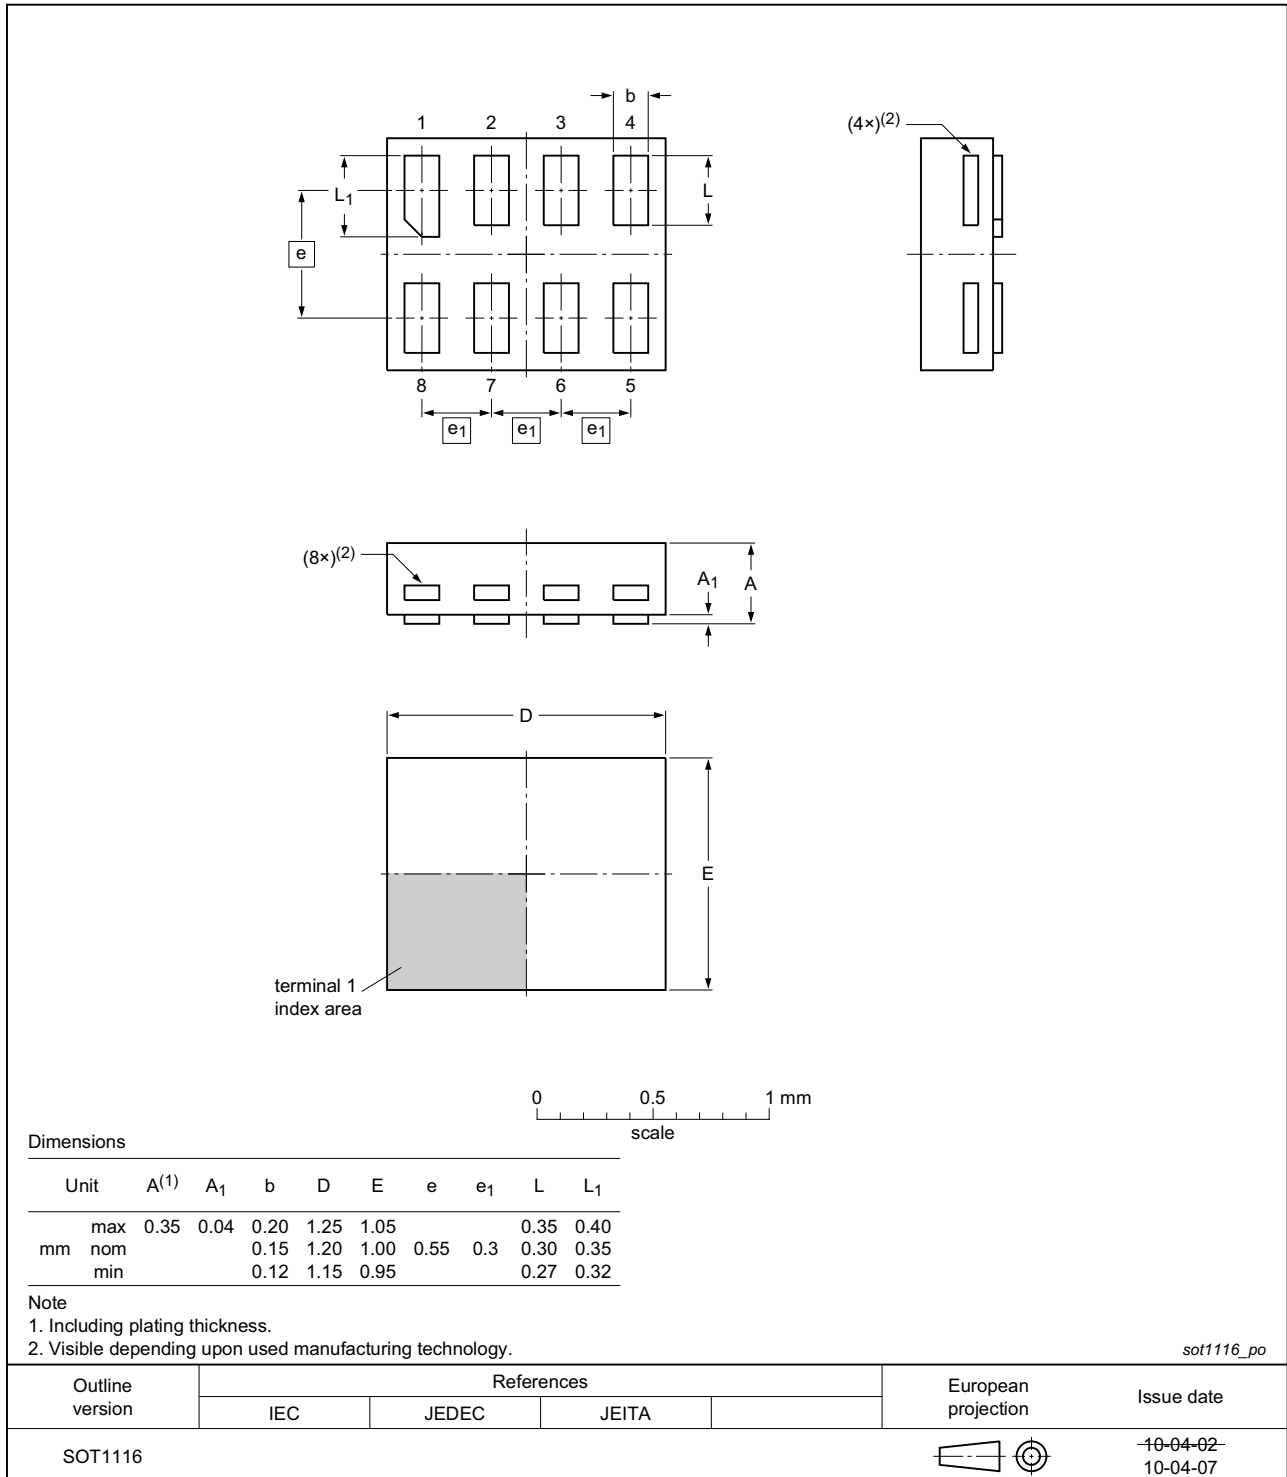 b
1 2 3 4
(4×)(2)
L1
L
e
8 7 6 5
e1 e1 e1
(8×)(2)
A1 A
D
E
terminal 1
index area
0 0.5 1 mm
scale
Dimensions
Unit A(1) A1 b D E e e1 L L1
max 0.35 0.04 0.20 1.25 1.05 0.35 0.40
mm nom 0.15 1.20 1.00 0.55 0.3 0.30 0.35
min 0.12 1.15 0.95 0.27 0.32
Note
1. Including plating thickness.
2. Visible depending upon used manufacturing technology.
sot1116_po
Outline
version
References
IEC JEDEC JEITA
European
projection
Issue date
SOT1116
10-04-02
10-04-07